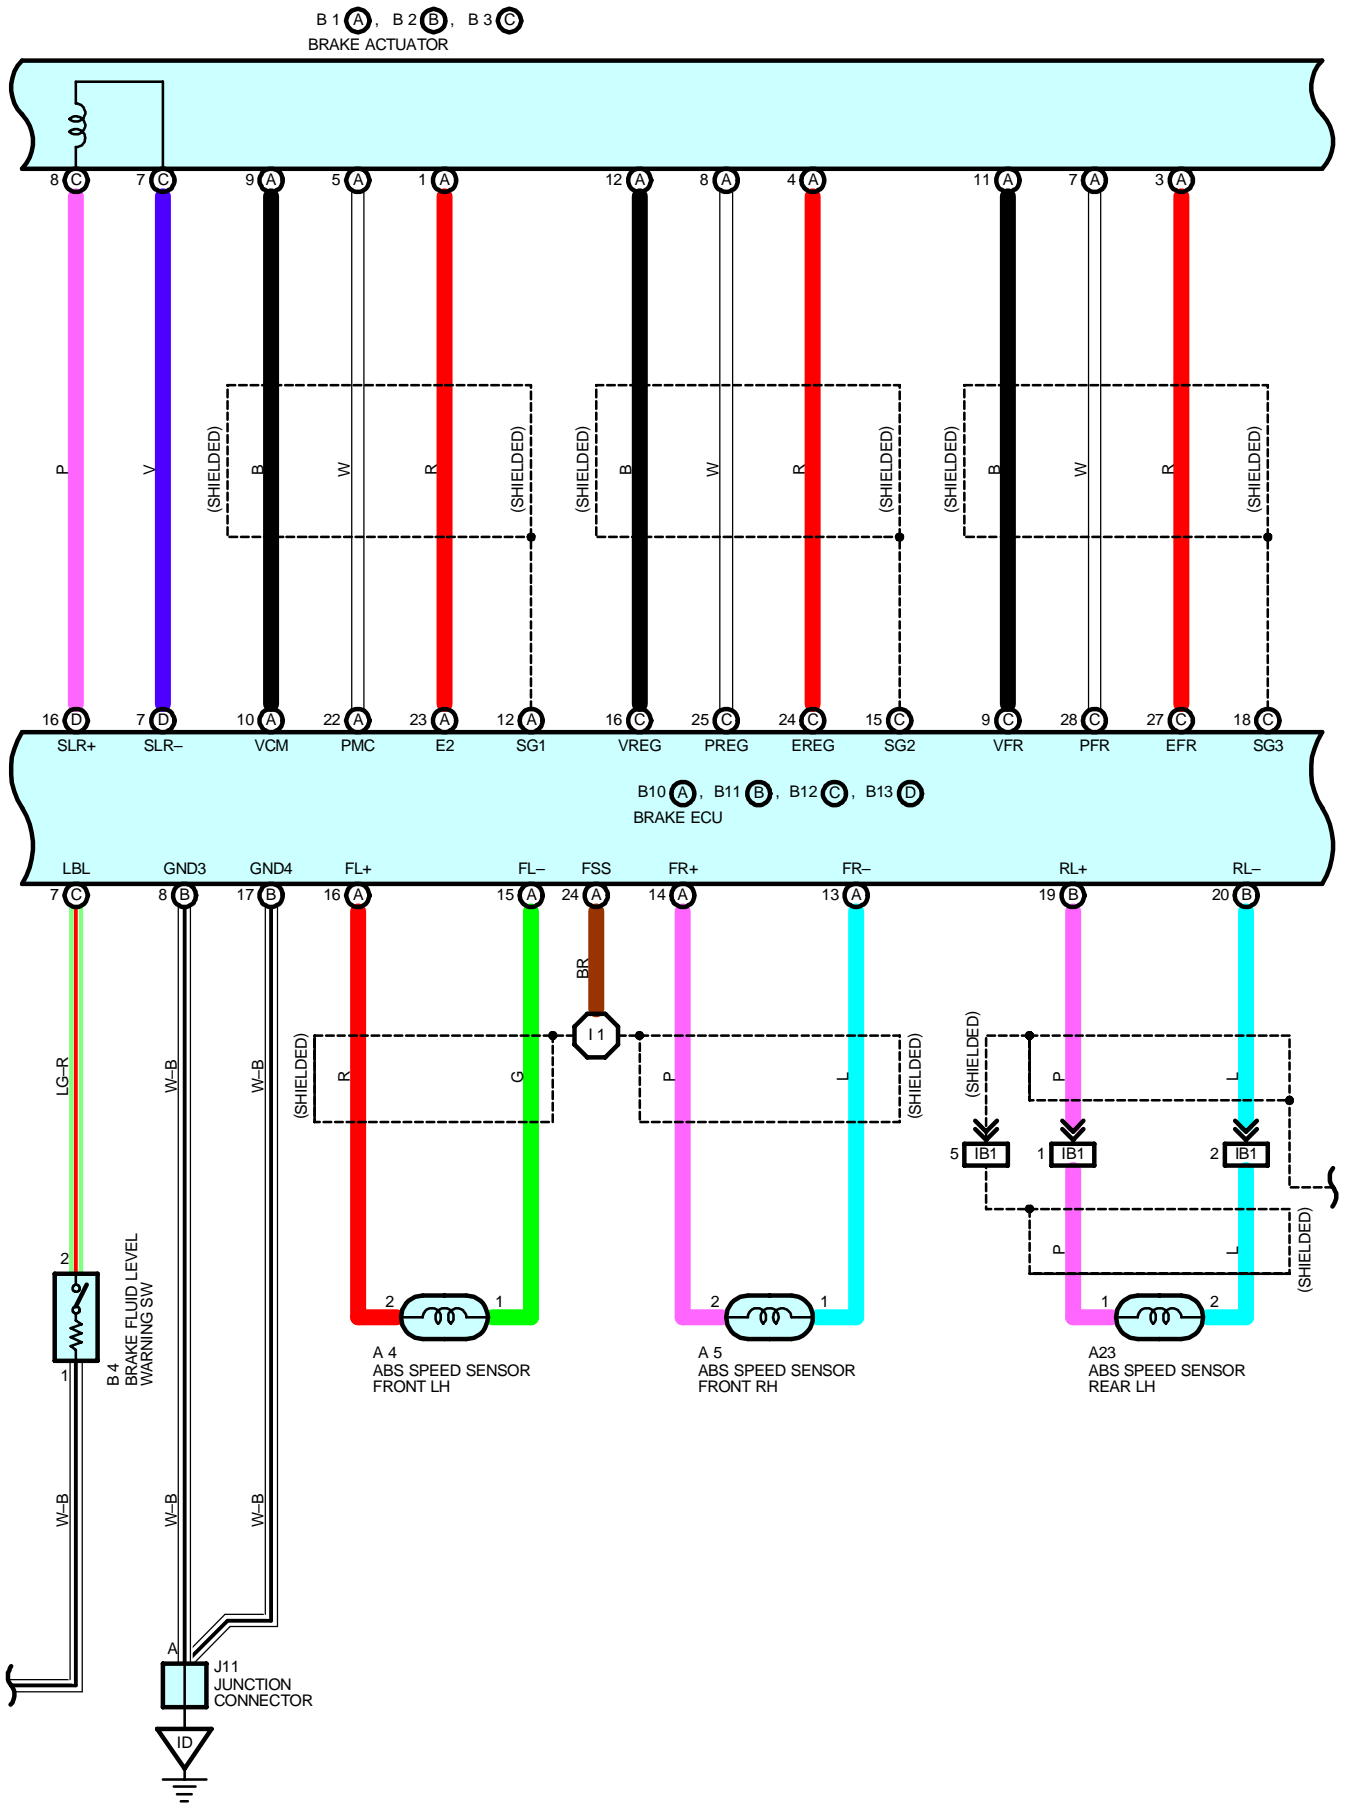 B 1 A , B 2 B , B 3 C
BRAKE ACTUATOR
8 C 7 C 9 A 5 A 1 A 12 A 8 A 4 A 11 A 7 A 3 A
P V (SHIELDED) B W R (SHIELDED) (SHIELDED) B W R (SHIELDED) (SHIELDED) B W R (SHIELDED)
16 D 7 D 10 A 22 A 23 A 12 A 16 C 25 C 24 C 15 C 9 C 28 C 27 C 18 C
SLR+ SLR– VCM PMC E2 SG1 VREG PREG EREG SG2 VFR PFR EFR SG3
B10 A , B11 B , B12 C , B13 D
BRAKE ECU
LBL GND3 GND4 FL+ FL– FSS FR+ FR– RL+ RL–
7 C 8 B 17 B 16 A 15 A 24 A 14 A 13 A 19 B 20 B
BR
I 1
LG–R W–B W–B (SHIELDED) R G P L (SHIELDED) (SHIELDED) P L
5 IB1 1 IB1 2 IB1
P L (SHIELDED)
2
1
B 4
BRAKE FLUID LEVEL
WARNING SW
2 1 2 1 1 2
A 4
ABS SPEED SENSOR
FRONT LH
A 5
ABS SPEED SENSOR
FRONT RH
A23
ABS SPEED SENSOR
REAR LH
W–B W–B W–B
A
J11
JUNCTION
CONNECTOR
ID